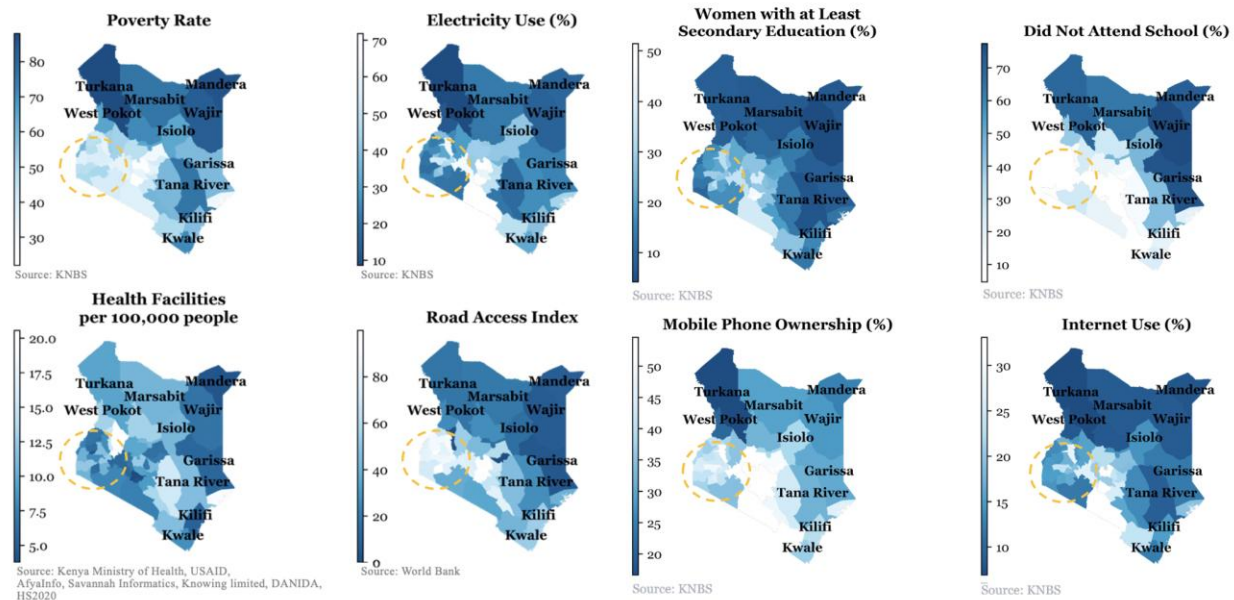 Poverty Rate
80
70
60
50
40
30
Turkana
Mandera
Marsabit
West Pokot
Wajir
Isiolo
Garissa
Tana River
Kilifi
Kwale
Source: KNBS
Electricity Use (%)
70
60
50
40
30
20
10
Turkana
Mandera
Marsabit
West Pokot
Wajir
Isiolo
Garissa
Tana River
Kilifi
Kwale
Source: KNBS
Women with at Least
Secondary Education (%)
50
40
30
20
10
Turkana
Mandera
Marsabit
West Pokot
Wajir
Isiolo
Garissa
Tana River
Kilifi
Kwale
Source: KNBS
Did Not Attend School (%)
70
60
50
40
30
20
10
Turkana
Mandera
Marsabit
West Pokot
Wajir
Isiolo
Garissa
Tana River
Kilifi
Kwale
Source: KNBS
Health Facilities
per 100,000 people
20.0
17.5
15.0
12.5
10.0
7.5
5.0
Turkana
Mandera
Marsabit
West Pokot
Wajir
Isiolo
Garissa
Tana River
Kilifi
Kwale
Source: Kenya Ministry of Health, USAID,
AfyaInfo, Savannah Informatics, Knowing limited, DANIDA,
HS2020
Road Access Index
80
60
40
20
0
Turkana
Mandera
Marsabit
West Pokot
Wajir
Isiolo
Garissa
Tana River
Kilifi
Kwale
Source: World Bank
Mobile Phone Ownership (%)
50
45
40
35
30
25
20
Turkana
Mandera
Marsabit
West Pokot
Wajir
Isiolo
Garissa
Tana River
Kilifi
Kwale
Source: KNBS
Internet Use (%)
30
25
20
15
10
Turkana
Mandera
Marsabit
West Pokot
Wajir
Isiolo
Garissa
Tana River
Kilifi
Kwale
Source: KNBS